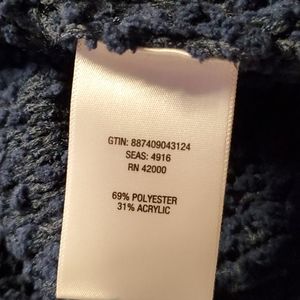 GTIN: 887409043124
SEAS: 4916
RN 42000
69% POLYESTER
31% ACRYLIC